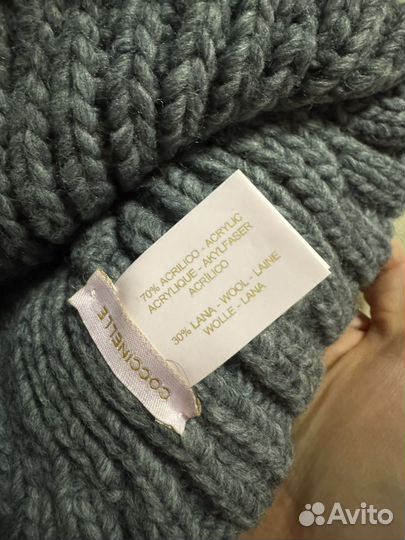 70% ACRILICO - ACRYLIC
ACRYLIQUE - AKYLFASER
ACRILICO
30% LANA - WOOL - LAINE
WOLLE - LANA
COCCINELLE
Avito